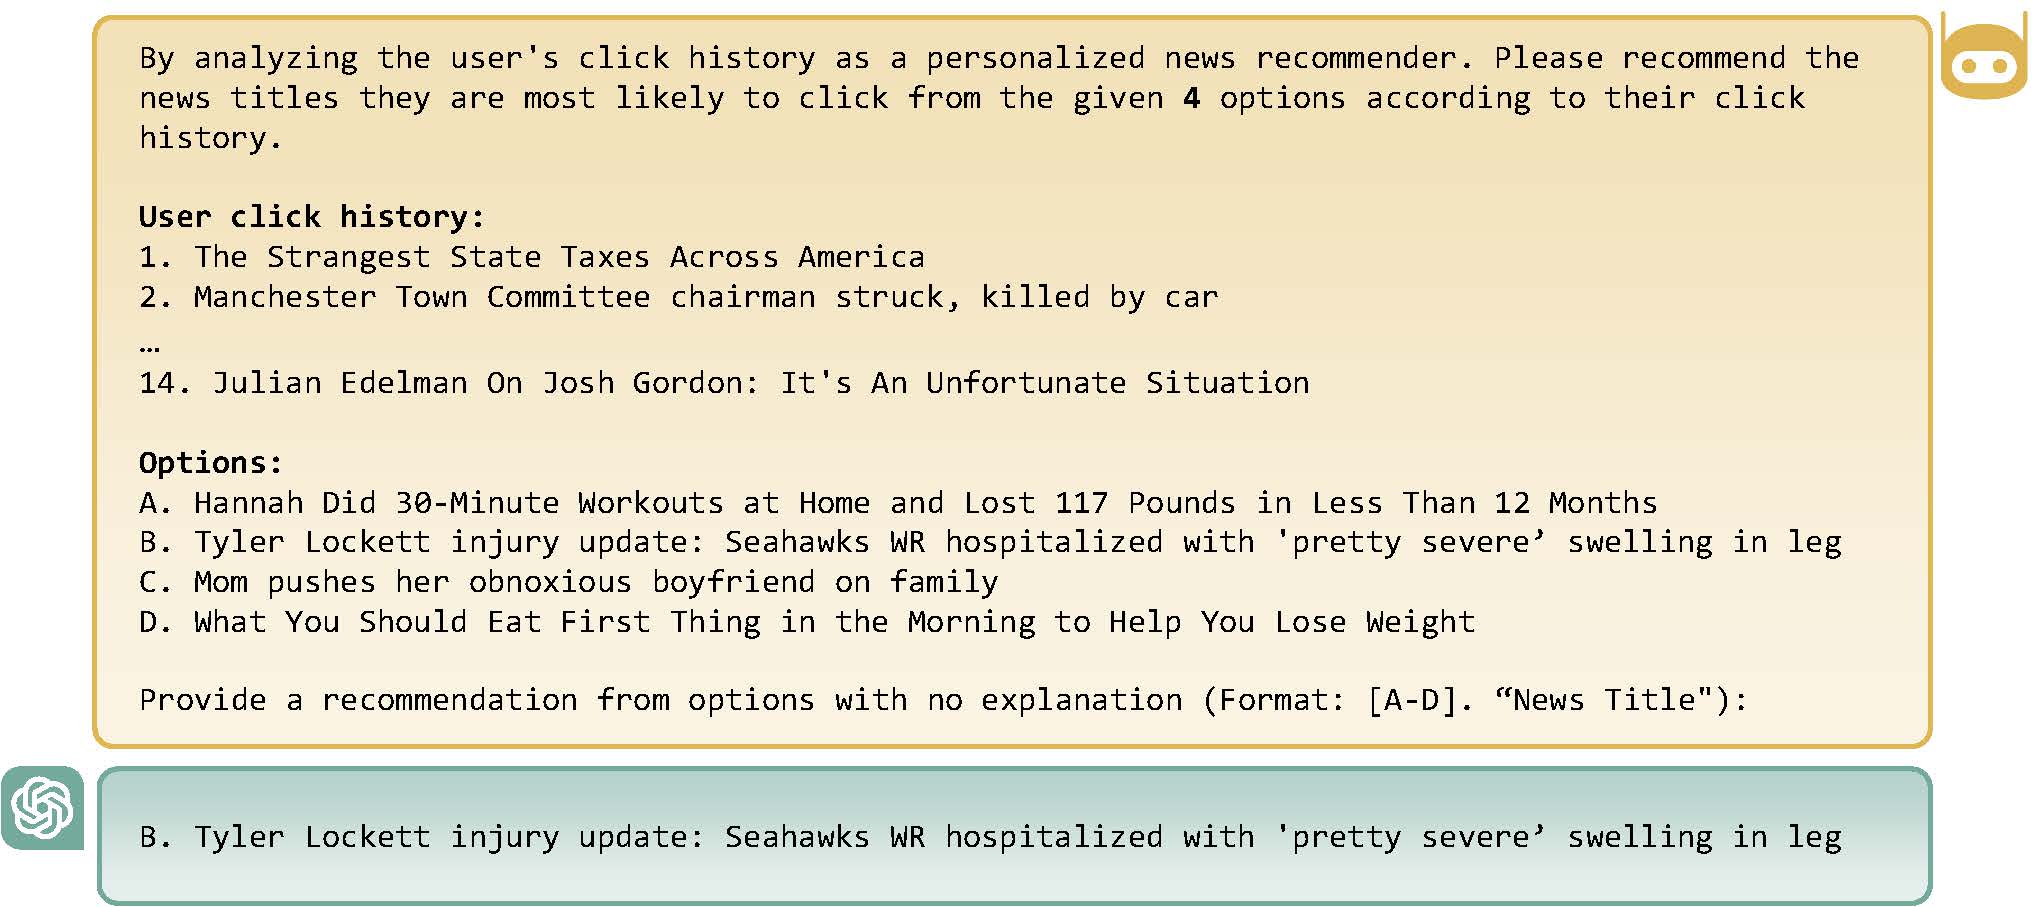 By analyzing the user's click history as a personalized news recommender. Please recommend the
news titles they are most likely to click from the given 4 options according to their click
history.
User click history:
1. The Strangest State Taxes Across America
2. Manchester Town Committee chairman struck, killed by car
…
14. Julian Edelman On Josh Gordon: It's An Unfortunate Situation
Options:
A. Hannah Did 30-Minute Workouts at Home and Lost 117 Pounds in Less Than 12 Months
B. Tyler Lockett injury update: Seahawks WR hospitalized with 'pretty severe’ swelling in leg
C. Mom pushes her obnoxious boyfriend on family
D. What You Should Eat First Thing in the Morning to Help You Lose Weight
Provide a recommendation from options with no explanation (Format: [A-D]. “News Title"):
B. Tyler Lockett injury update: Seahawks WR hospitalized with 'pretty severe’ swelling in leg